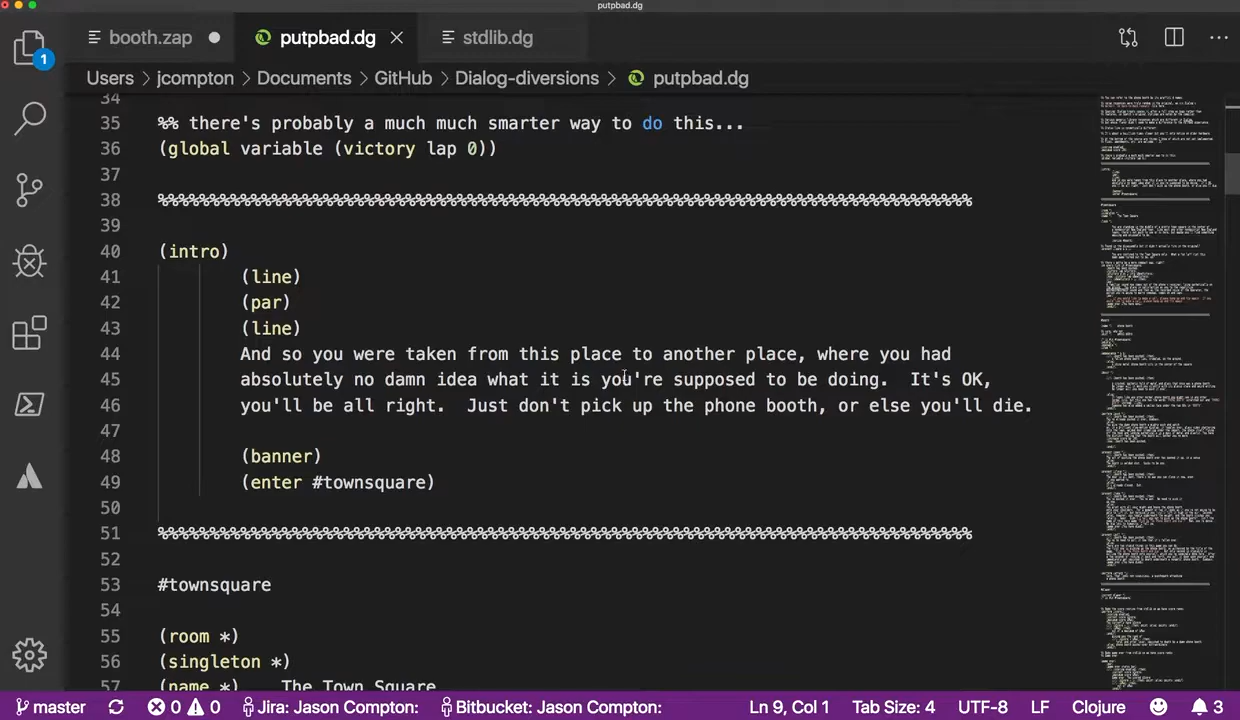 putpbad.dg
booth.zap
putpbad.dg
stdlib.dg
Users > jcompton > Documents > GitHub > Dialog-diversions > putpbad.dg
1
34
35 %% there's probably a much much smarter way to do this...
36 (global variable (victory lap 0))
37
38 %%%%%%%%%%%%%%%%%%%%%%%%%%%%%%%%%%%%%%%%%%%%%%%%%%%%%%%%%%%%%%%%%%%%%%%%%%%%%%%
39
40 (intro)
41 (line)
42 (par)
43 (line)
44 And so you were taken from this place to another place, where you had
45 absolutely no damn idea what it is you're supposed to be doing.  It's OK,
46 you'll be all right.  Just don't pick up the phone booth, or else you'll die.
47
48 (banner)
49 (enter #townsquare)
50
51 %%%%%%%%%%%%%%%%%%%%%%%%%%%%%%%%%%%%%%%%%%%%%%%%%%%%%%%%%%%%%%%%%%%%%%%%%%%%%%%
52
53 #townsquare
54
55 (room *)
56 (singleton *)
57 (name *)    The Town Square
master 0 0 Jira: Jason Compton: Bitbucket: Jason Compton: Ln 9, Col 1 Tab Size: 4 UTF-8 LF Clojure 3